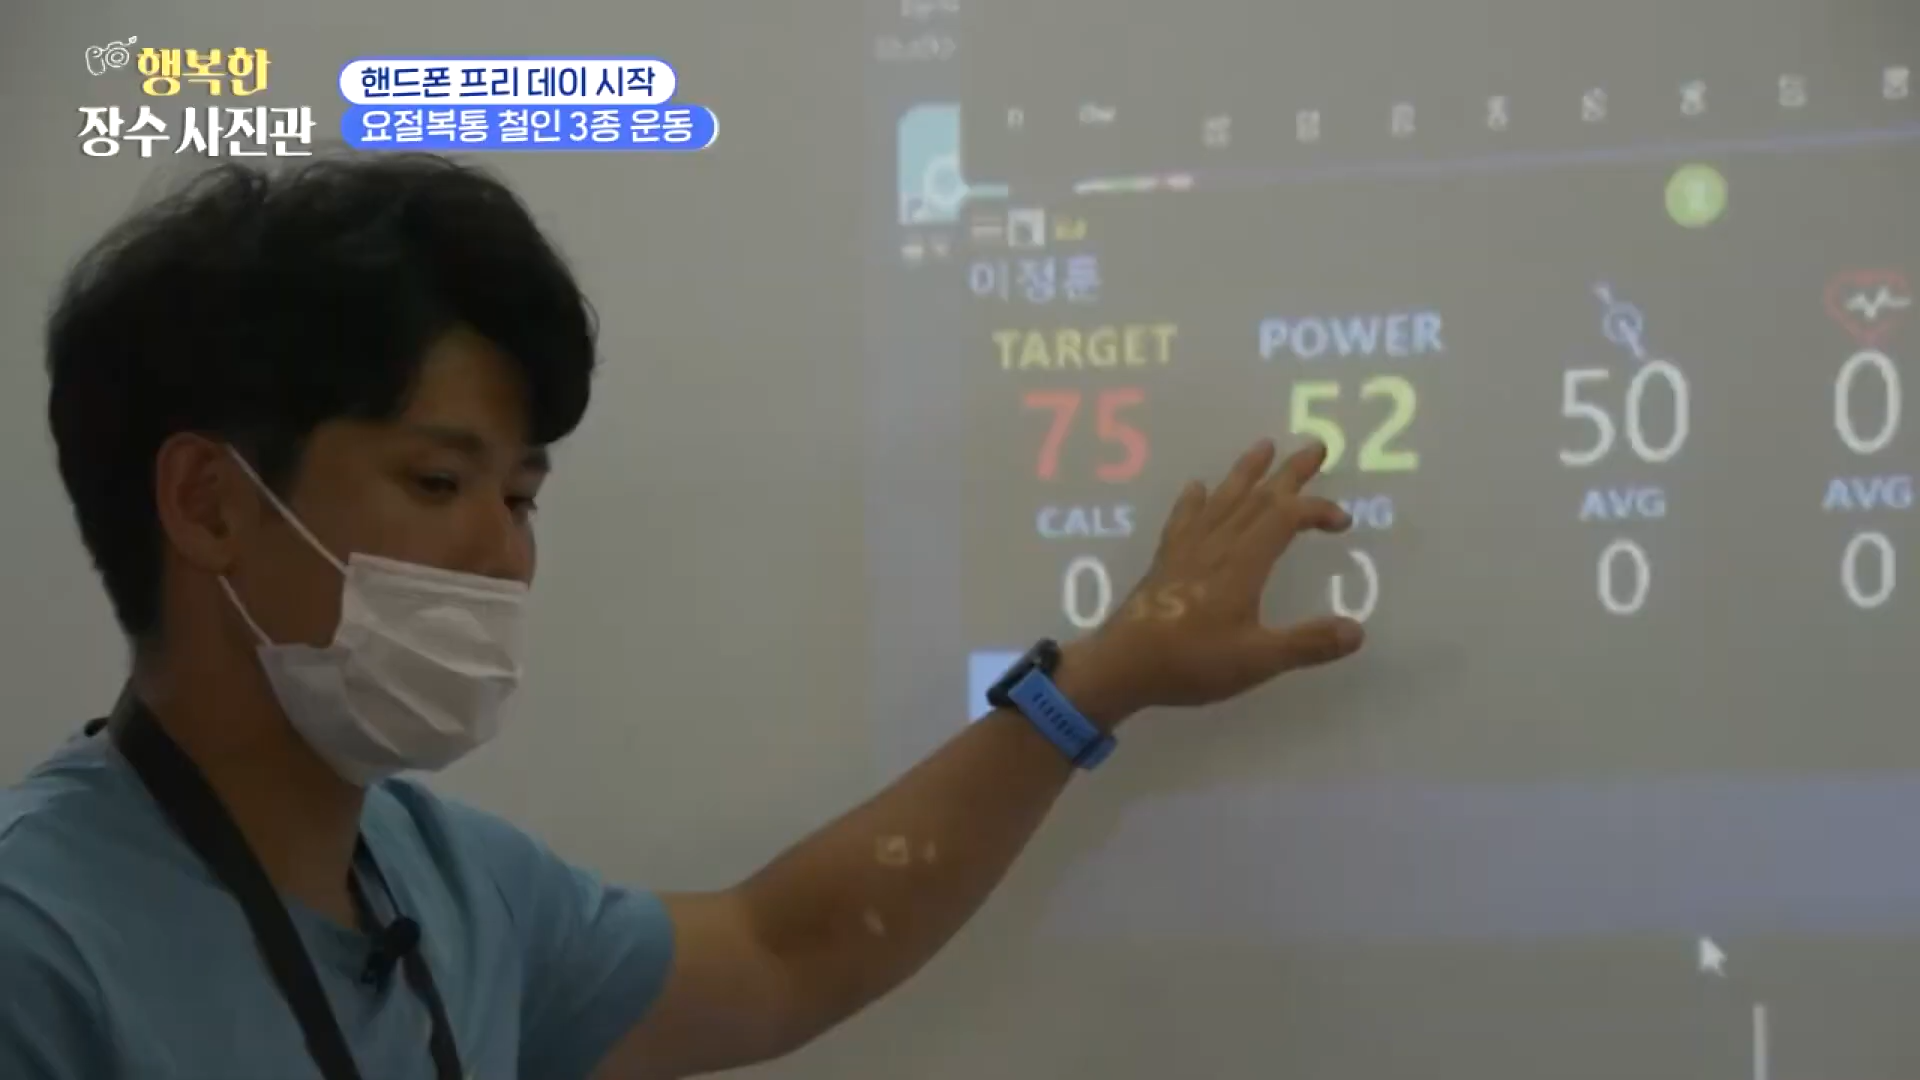 행복한
장수 사진관
핸드폰 프리 데이 시작
요절복통 철인 3종 운동
이정훈
TARGET POWER
75 52 50 0
CALS AVG AVG
0 0 0 0